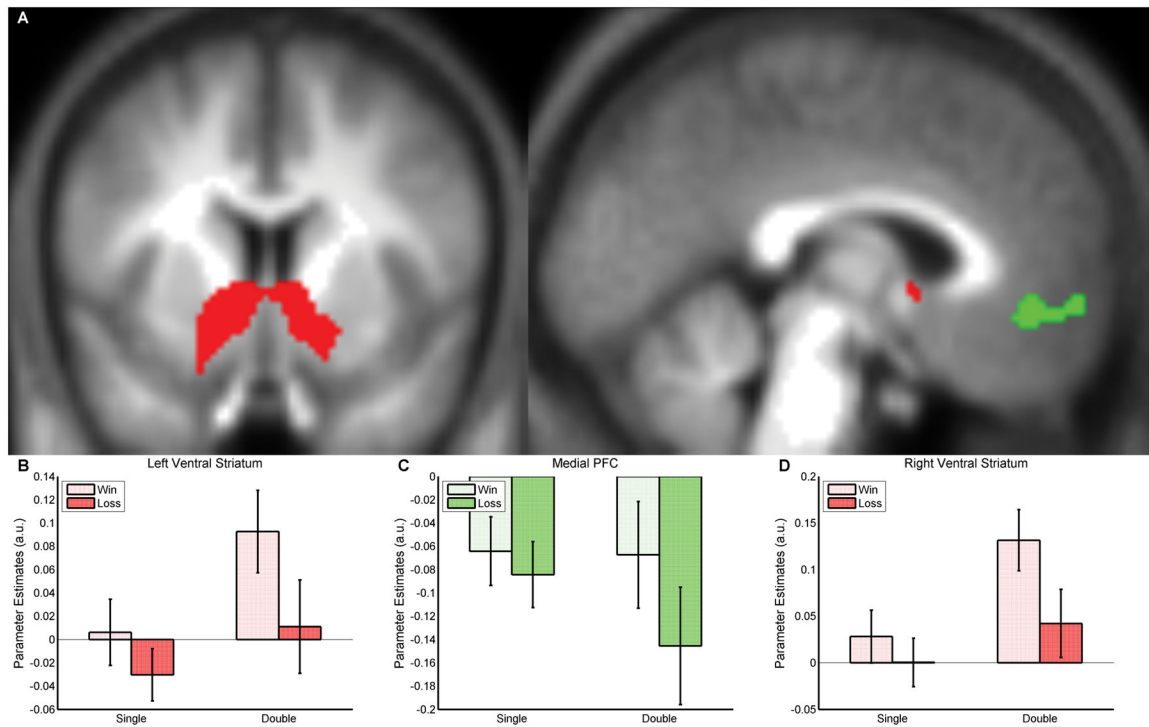 A
B
Left Ventral Striatum
Parameter Estimates (a.u.)
0.14
0.12
0.1
0.08
0.06
0.04
0.02
0
-0.02
-0.04
-0.06
Win
Loss
Single
Double
C
Medial PFC
Parameter Estimates (a.u.)
0
-0.02
-0.04
-0.06
-0.08
-0.1
-0.12
-0.14
-0.16
-0.18
-0.2
Win
Loss
Single
Double
D
Right Ventral Striatum
Parameter Estimates (a.u.)
0.2
0.15
0.1
0.05
0
-0.05
Win
Loss
Single
Double